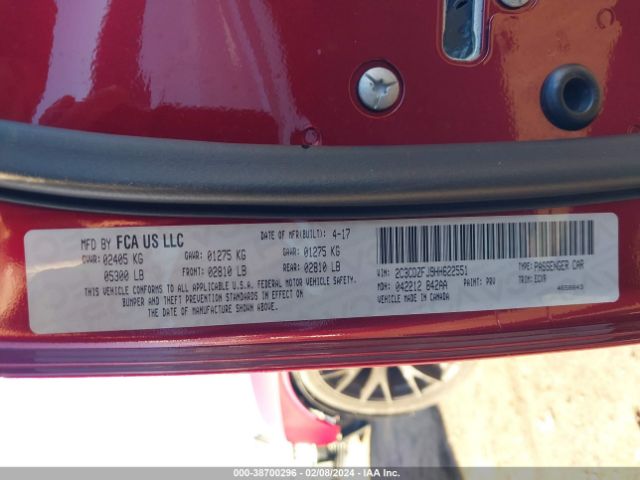 MFD BY FCA US LLC
DATE OF MFR(BUILT): 4-17
GVWR: 02405 KG
GAWR: 01275 KG
GAWR: 01275 KG
05300 LB
FRONT: 02810 LB
REAR: 02810 LB
THIS VEHICLE CONFORMS TO ALL APPLICABLE U.S.A. FEDERAL MOTOR VEHICLE SAFETY,
BUMPER AND THEFT PREVENTION STANDARDS IN EFFECT ON
THE DATE OF MANUFACTURE SHOWN ABOVE.
VIN: 2C3CDZFJ9HH622551
TYPE: PASSENGER CAR
MDH: 042212 B42AA
PAINT: PRV
TRIM: ECX9
VEHICLE MADE IN CANADA
4658843
000-38700296 - 02/08/2024 - IAA Inc.